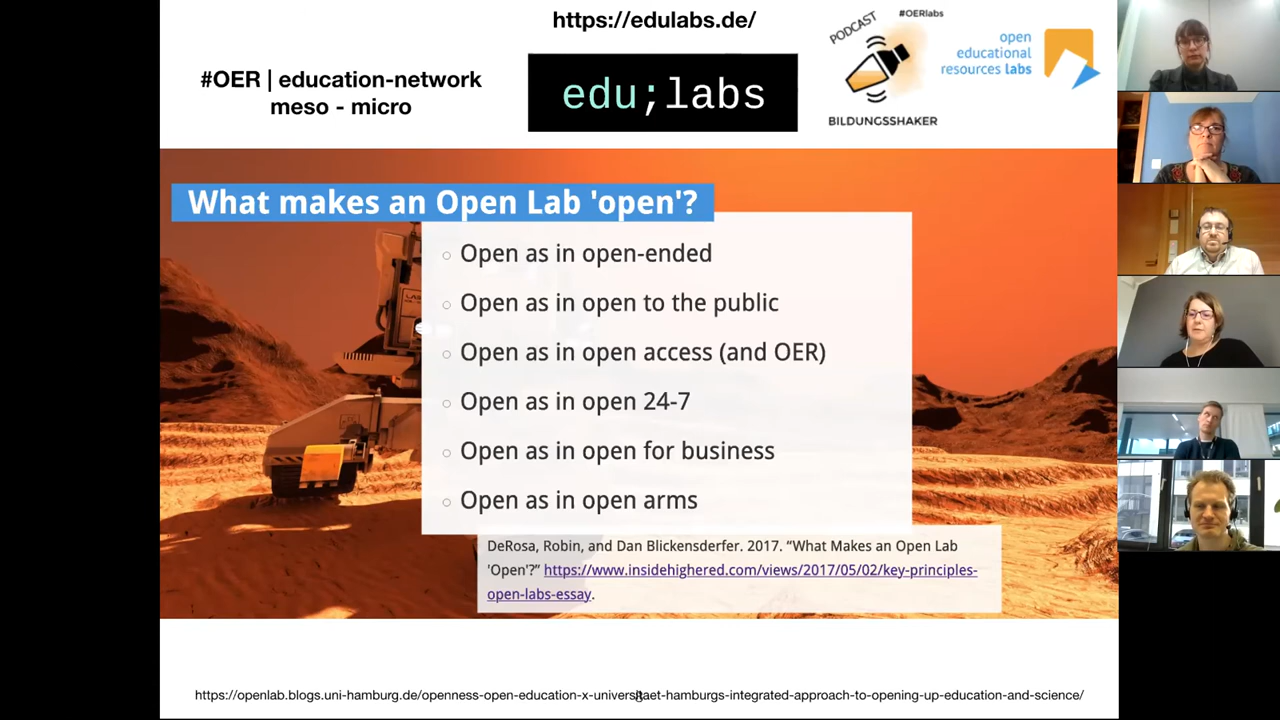 https://edulabs.de/
#OER | education-network
meso - micro
edu;labs
PODCAST
#OERlabs
BILDUNGSSHAKER
open
educational
resources labs
What makes an Open Lab 'open'?
Open as in open-ended
Open as in open to the public
Open as in open access (and OER)
Open as in open 24-7
Open as in open for business
Open as in open arms
DeRosa, Robin, and Dan Blickensderfer. 2017. “What Makes an Open Lab
'Open'?” https://www.insidehighered.com/views/2017/05/02/key-principles-
open-labs-essay.
https://openlab.blogs.uni-hamburg.de/openness-open-education-x-universitaet-hamburgs-integrated-approach-to-opening-up-education-and-science/